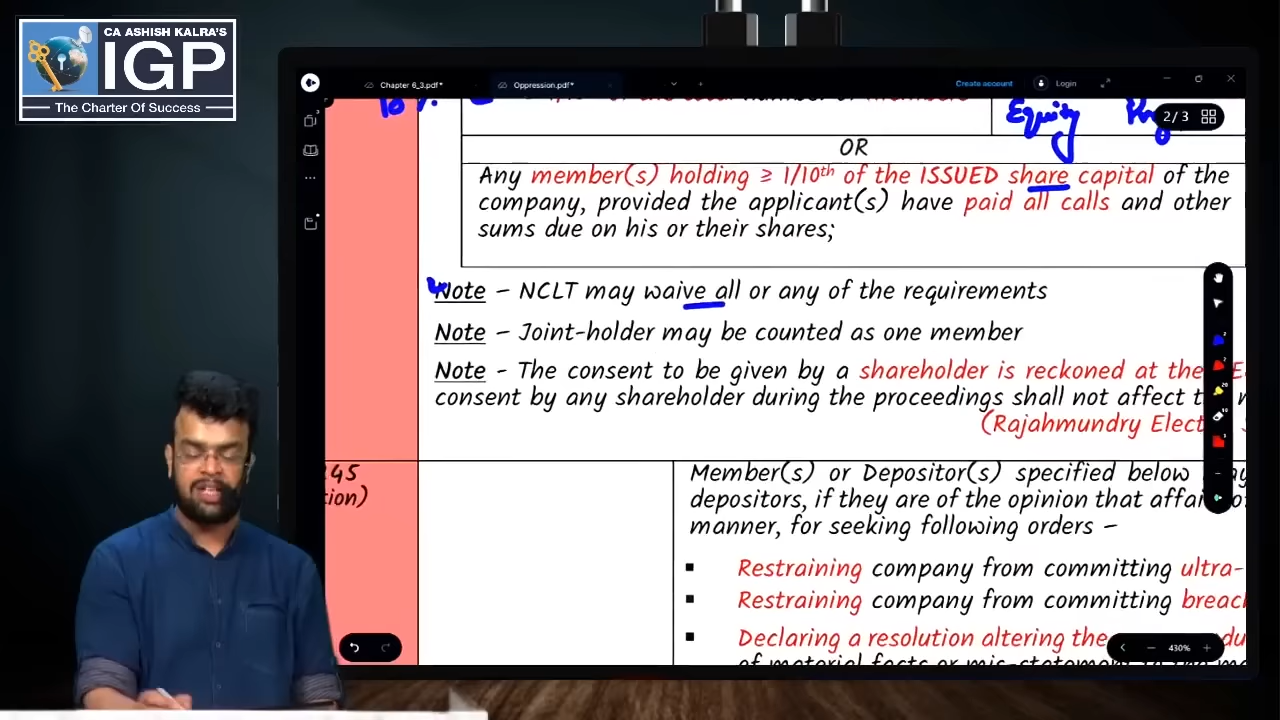 CA ASHISH KALRA'S
IGP
The Charter Of Success
Chapter 6_3.pdf*
Oppression.pdf*
Create account
Login
2 / 3
Equity
OR
Any member(s) holding ≥ 1/10th of the ISSUED share capital of the
company, provided the applicant(s) have paid all calls and other
sums due on his or their shares;
Note – NCLT may waive all or any of the requirements
Note – Joint-holder may be counted as one member
Note - The consent to be given by a shareholder is reckoned at the
consent by any shareholder during the proceedings shall not affect
(Rajahmundry Elect
Member(s) or Depositor(s) specified below
depositors, if they are of the opinion that
manner, for seeking following orders –
▪ Restraining company from committing ultra-
▪ Restraining company from committing
▪ Declaring a resolution altering the
430%